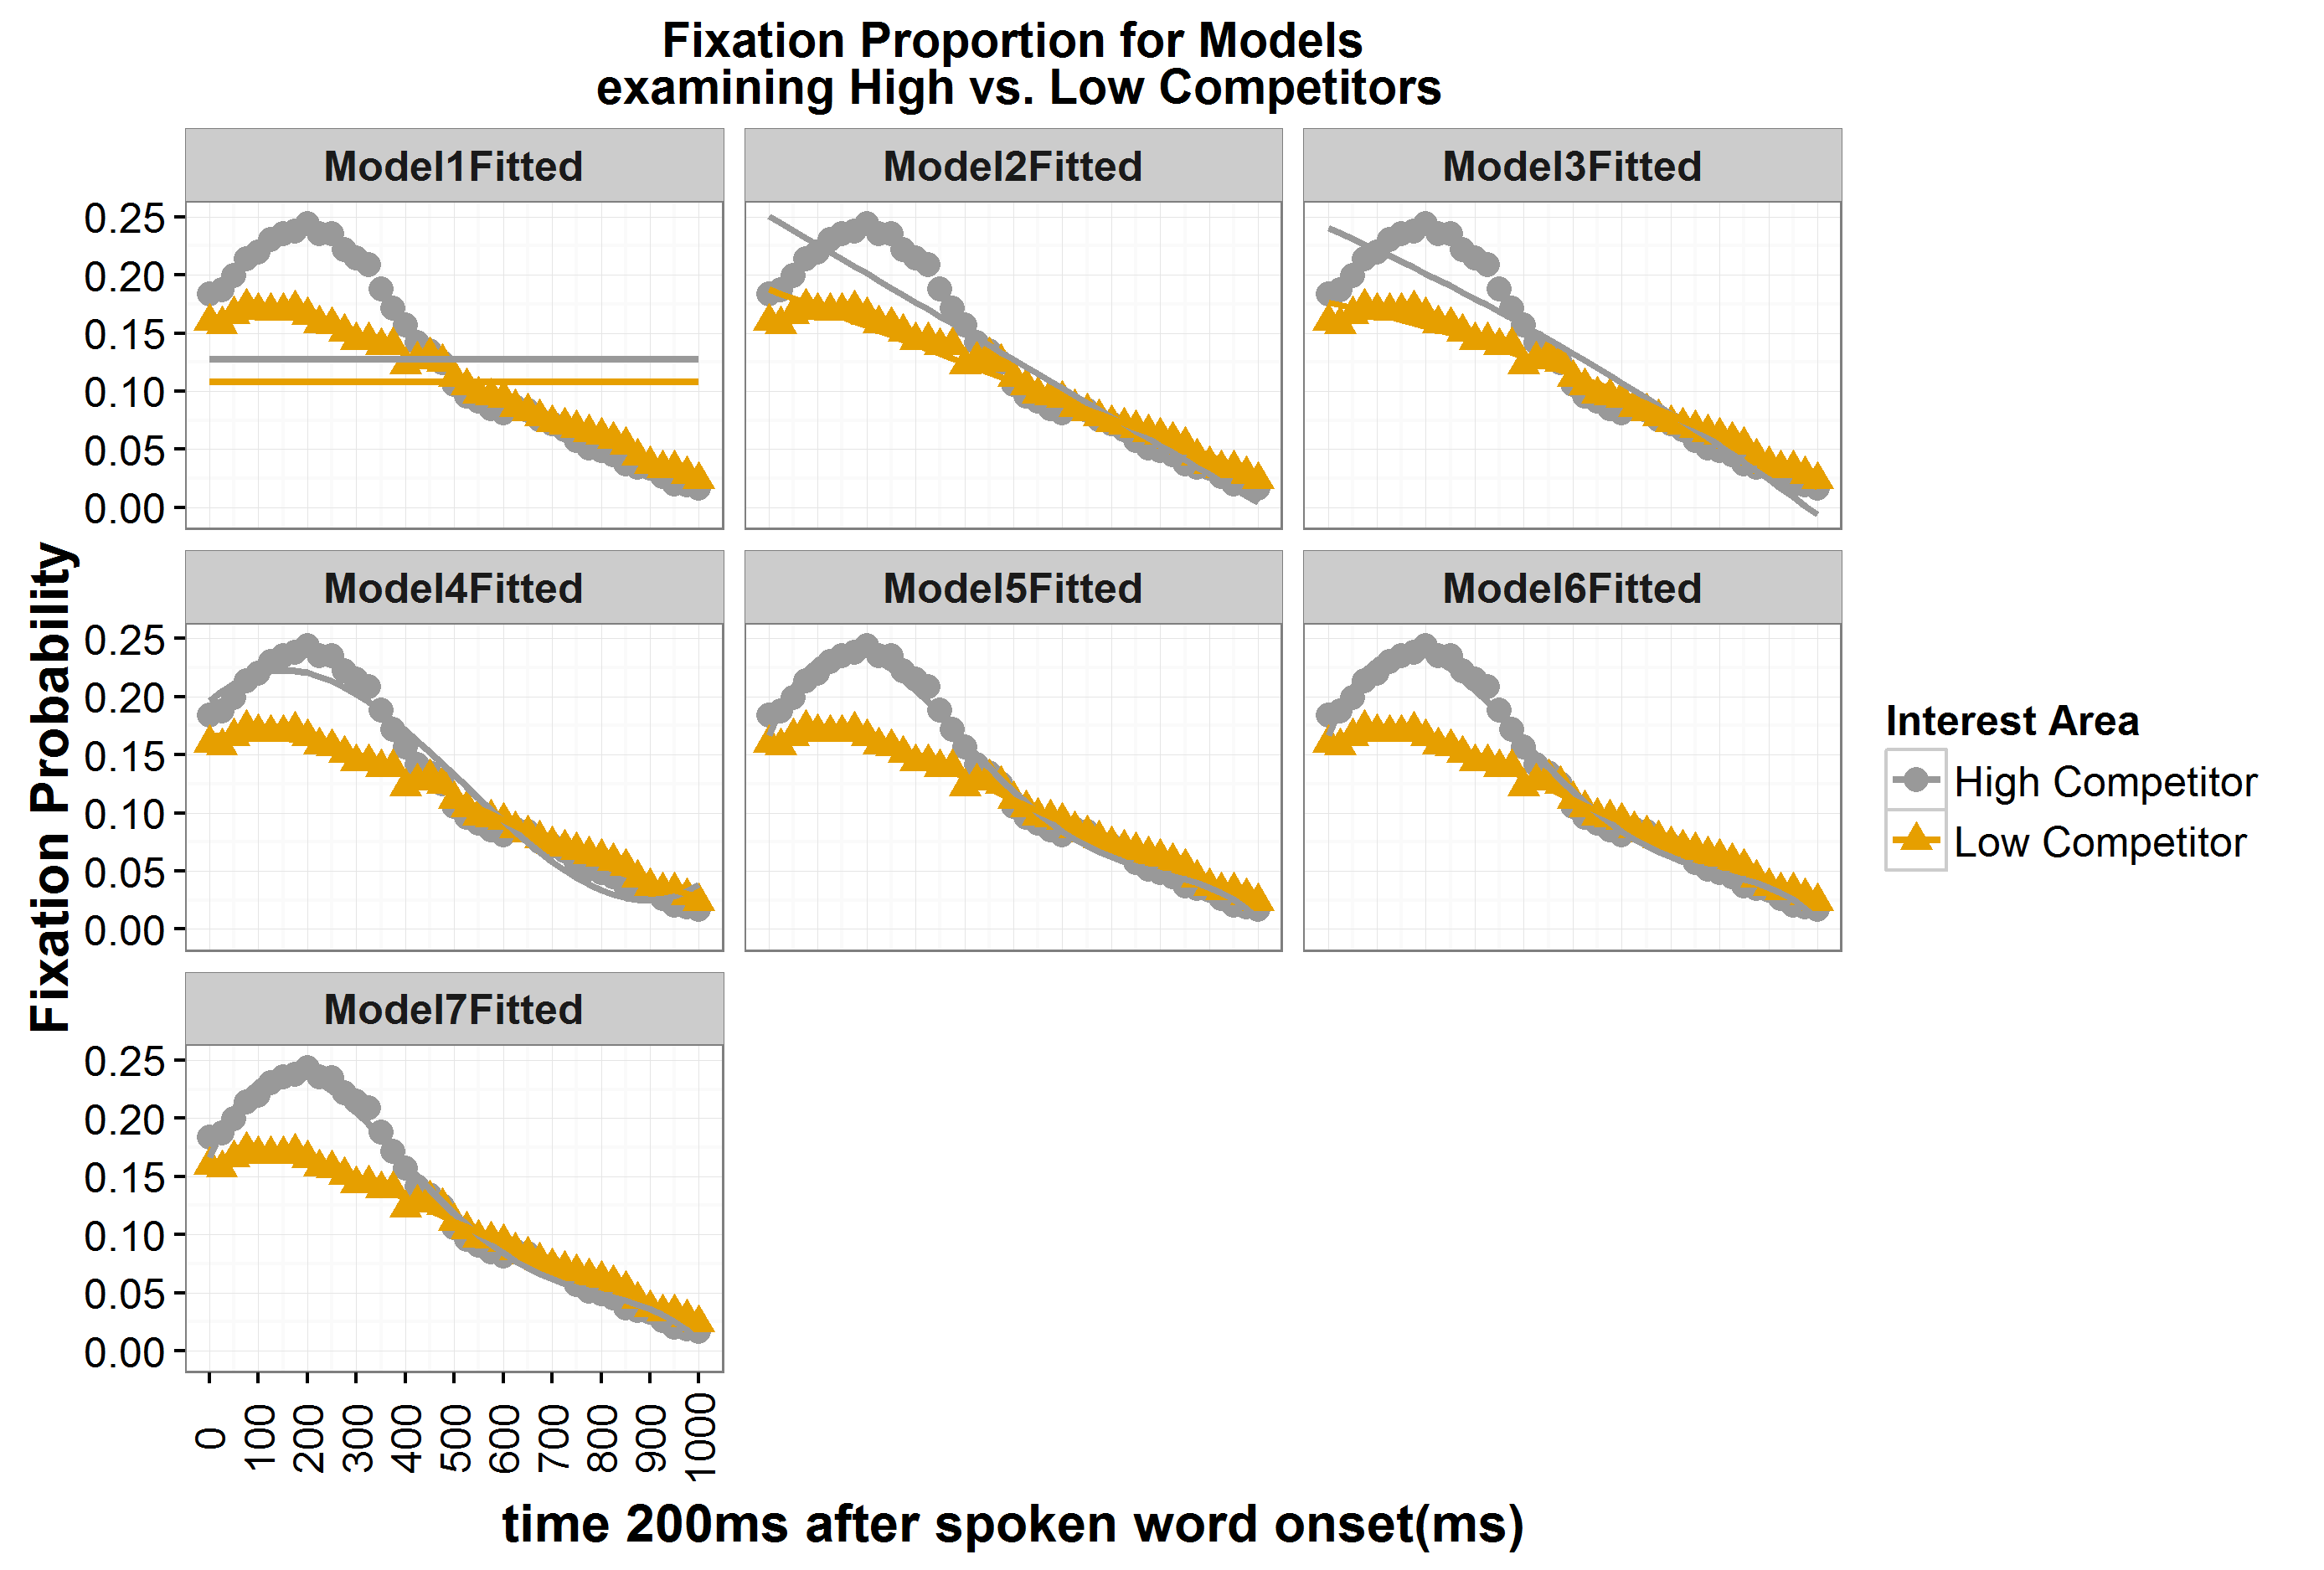 Fixation Proportion for Models
examining High vs. Low Competitors
Model1Fitted
Model2Fitted
Model3Fitted
0.25
0.20
0.15
0.10
0.05
0.00
Model4Fitted
Model5Fitted
Model6Fitted
0.25
0.20
0.15
0.10
0.05
0.00
Model7Fitted
0.25
0.20
0.15
0.10
0.05
0.00
0
100
200
300
400
500
600
700
800
900
1000
Fixation Probability
time 200ms after spoken word onset(ms)
Interest Area
High Competitor
Low Competitor